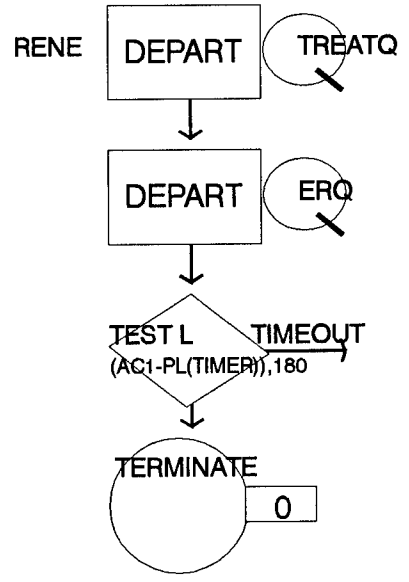 RENE DEPART TREATQ
DEPART ERQ
TEST L TIMEOUT
(AC1-PL(TIMER)),180
TERMINATE
0